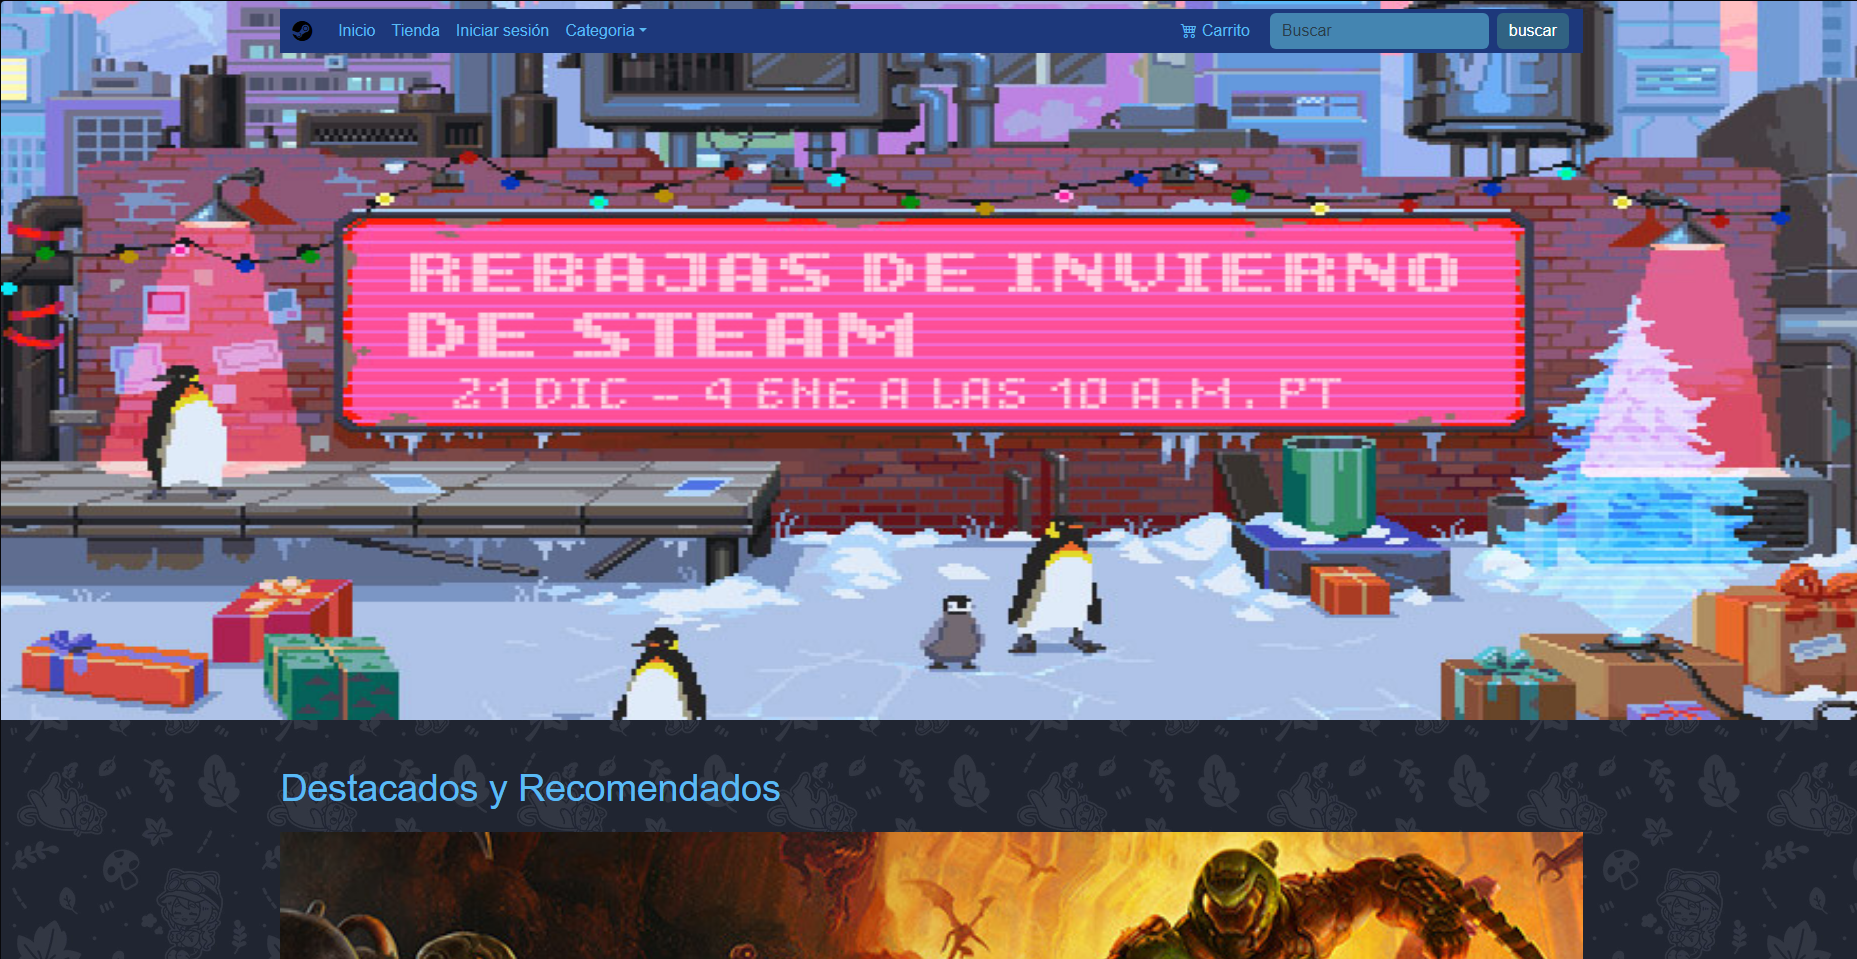 Inicio Tienda Iniciar sesión Categoria Carrito Buscar buscar
REBAJAS DE INVIERNO
DE STEAM
21 DIC - 4 ENE A LAS 10 A.M. PT
Destacados y Recomendados